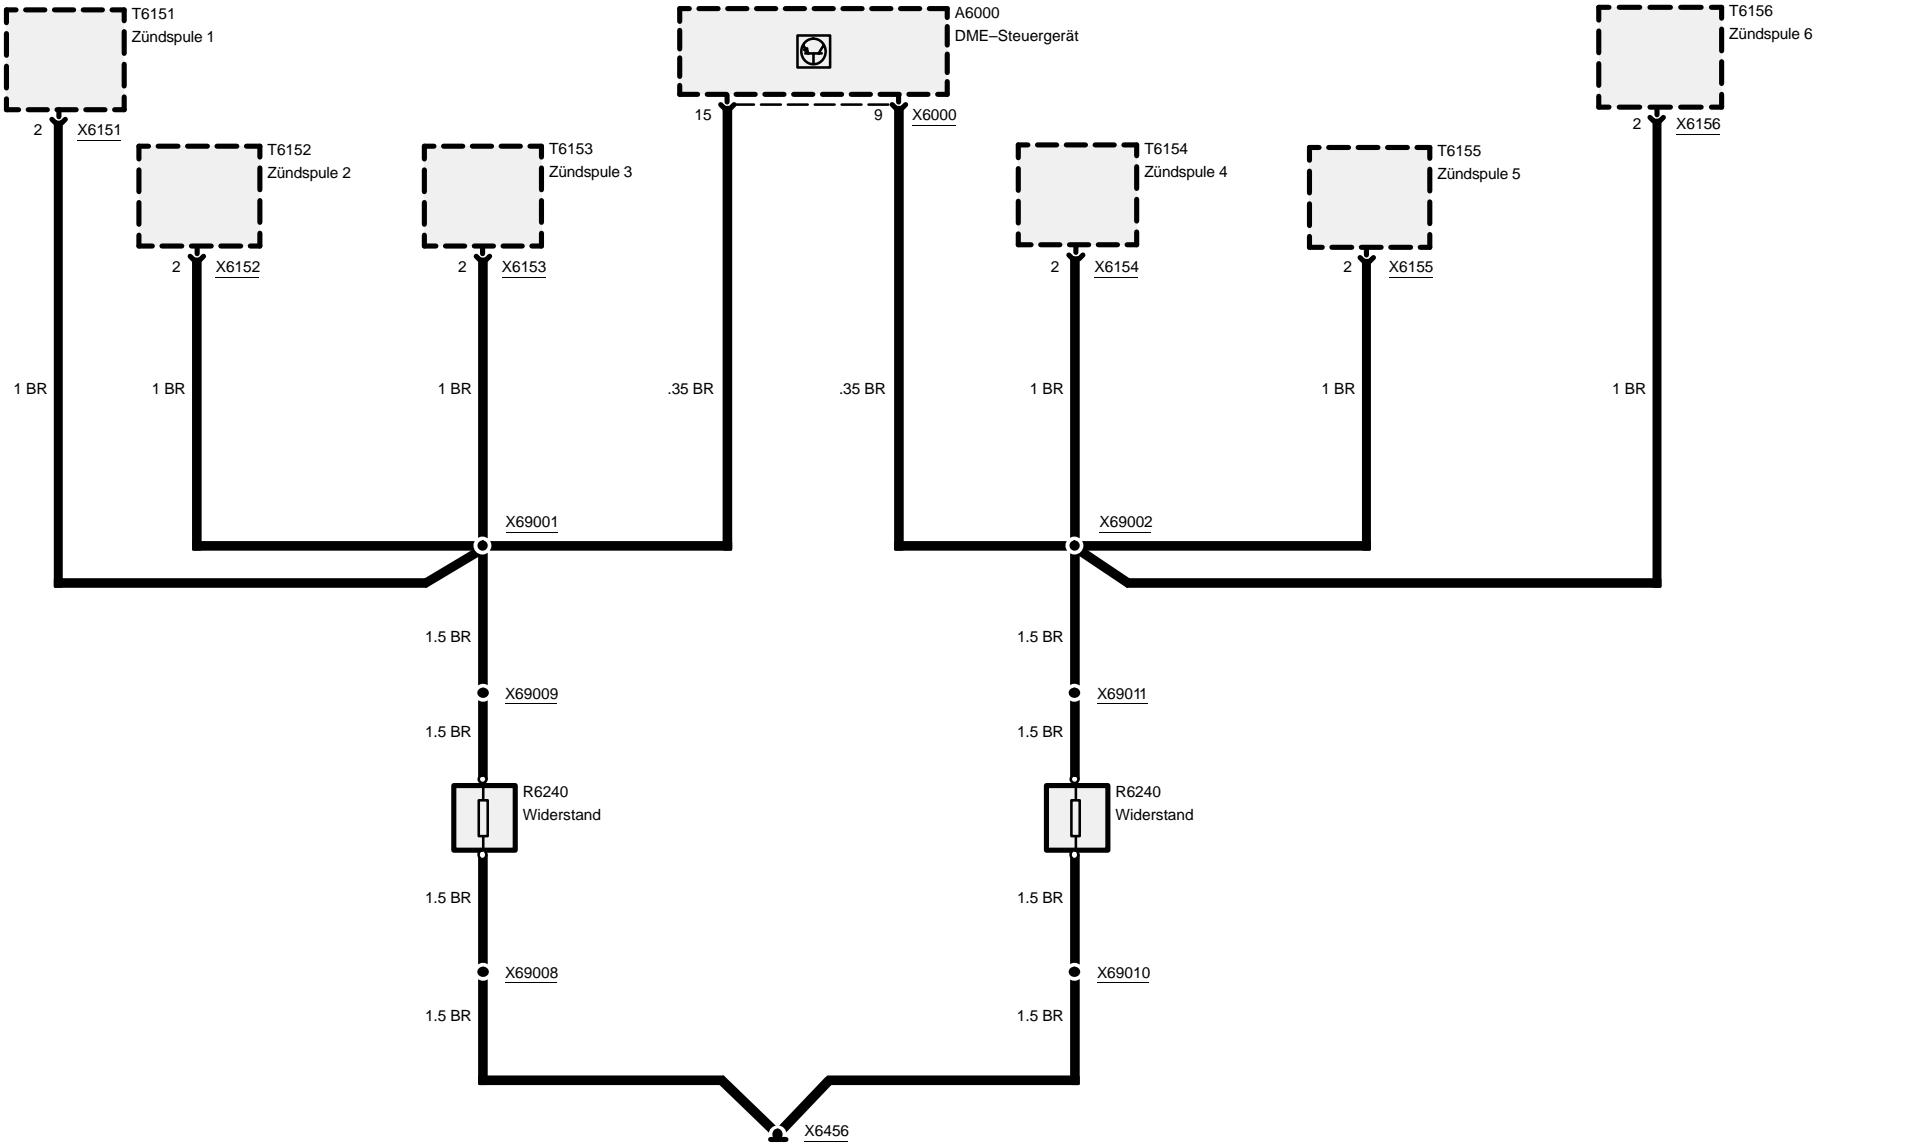 T6151
Zündspule 1
A6000
DME–Steuergerät
T6156
Zündspule 6
2
X6151
15
9
X6000
2
X6156
T6152
Zündspule 2
T6153
Zündspule 3
T6154
Zündspule 4
T6155
Zündspule 5
2
X6152
2
X6153
2
X6154
2
X6155
1 BR
1 BR
1 BR
.35 BR
.35 BR
1 BR
1 BR
1 BR
X69001
X69002
1.5 BR
1.5 BR
X69009
X69011
1.5 BR
1.5 BR
R6240
Widerstand
R6240
Widerstand
1.5 BR
1.5 BR
X69008
X69010
1.5 BR
1.5 BR
X6456